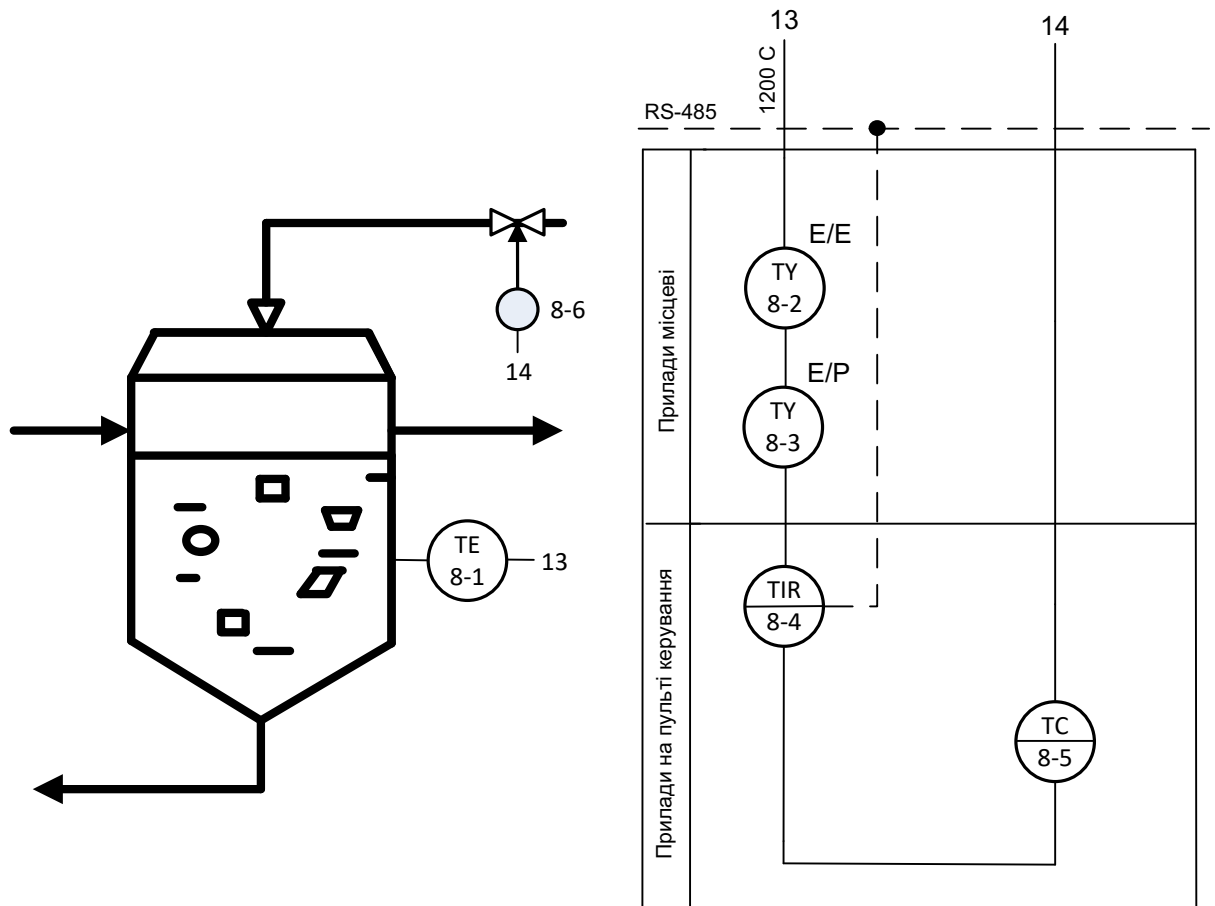 8-6
14
TE
8-1
13
13
14
1200 C
RS-485
Прилади місцеві
E/E
TY
8-2
E/P
TY
8-3
Прилади на пульті керування
TIR
8-4
TC
8-5